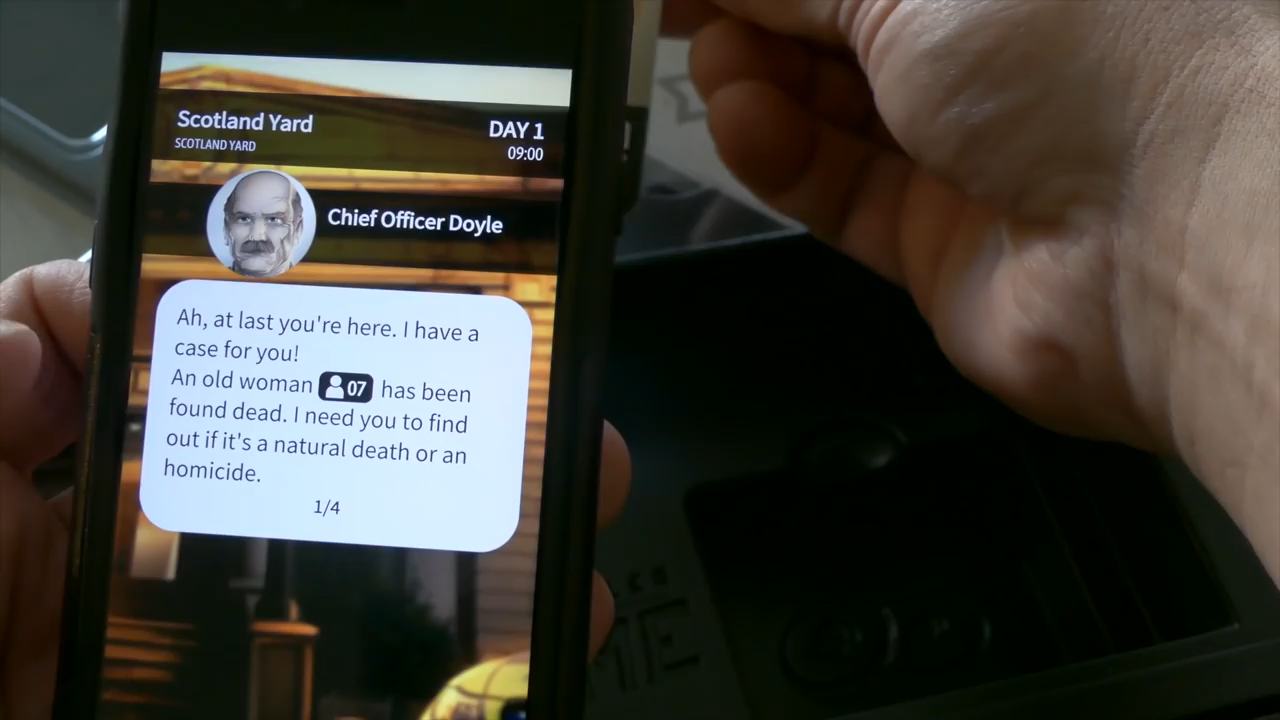 Scotland Yard
SCOTLAND YARD
DAY 1
09:00
Chief Officer Doyle
Ah, at last you're here. I have a
case for you!
An old woman 07 has been
found dead. I need you to find
out if it's a natural death or an
homicide.
1/4